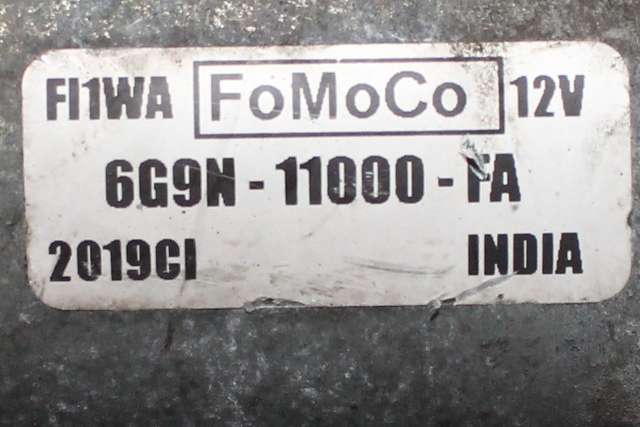 FI1WA FoMoCo 12V
6G9N - 11000 - FA
2019CI INDIA